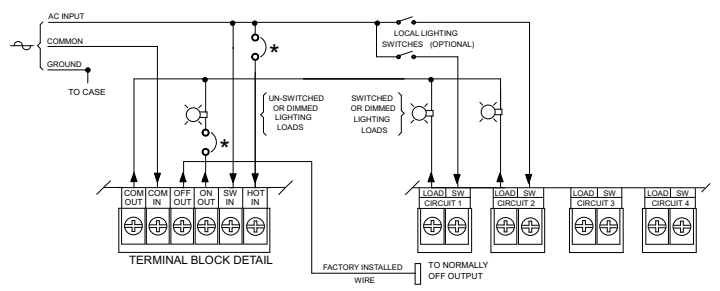 AC INPUT
COMMON
GROUND
TO CASE
LOCAL LIGHTING
SWITCHES (OPTIONAL)
*
UN-SWITCHED
OR DIMMED
LIGHTING
LOADS
SWITCHED
OR DIMMED
LIGHTING
LOADS
*
COM OUT
COM IN
OFF OUT
ON OUT
SW IN
HOT IN
LOAD SW
CIRCUIT 1
LOAD SW
CIRCUIT 2
LOAD SW
CIRCUIT 3
LOAD SW
CIRCUIT 4
TERMINAL BLOCK DETAIL
FACTORY INSTALLED
WIRE
TO NORMALLY
OFF OUTPUT